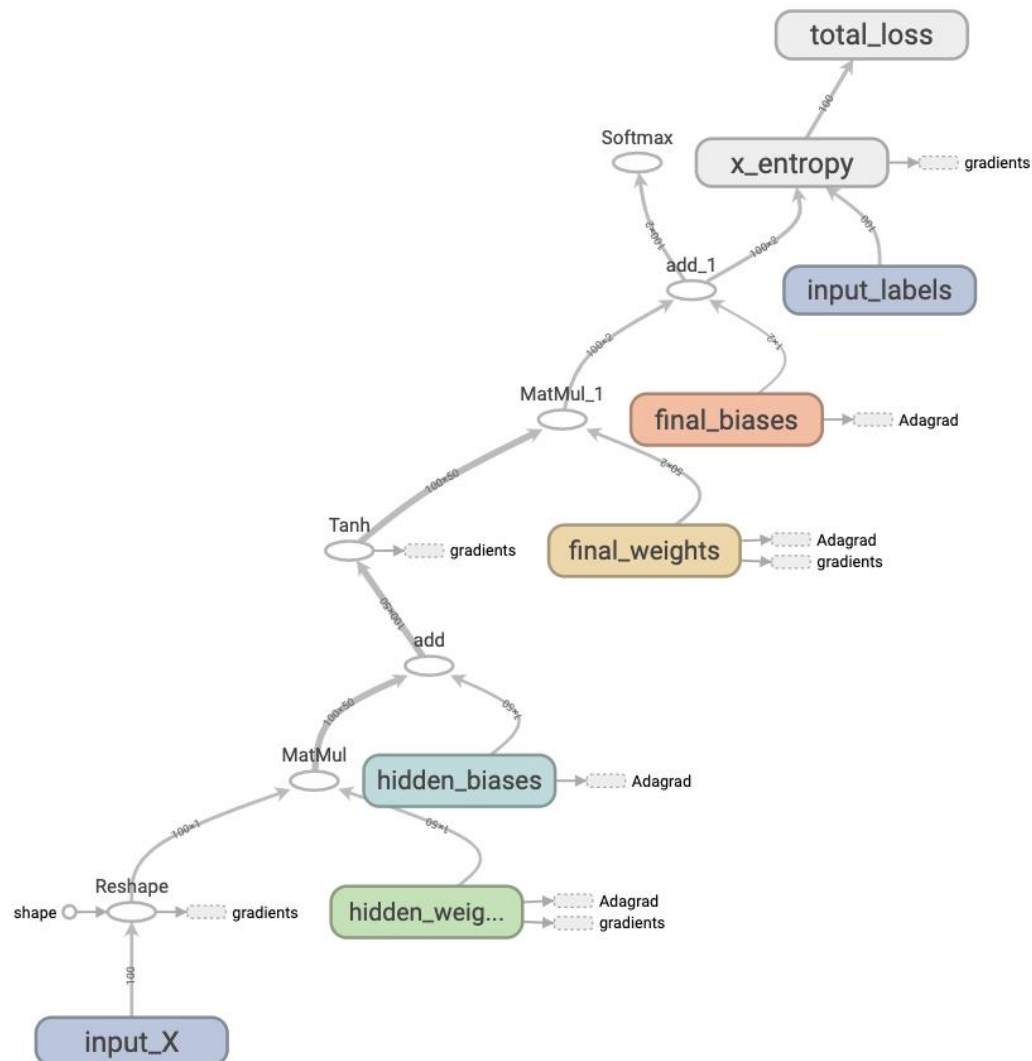 total_loss
100
Softmax
x_entropy
gradients
100×2
100×2
100
add_1
input_labels
100×2
1×2
MatMul_1
final_biases
Adagrad
100×50
50×2
Tanh
gradients
final_weights
Adagrad
gradients
100×50
add
100×50
1×50
MatMul
hidden_biases
Adagrad
100×1
1×50
Reshape
shape
gradients
hidden_weig...
Adagrad
gradients
100
input_X